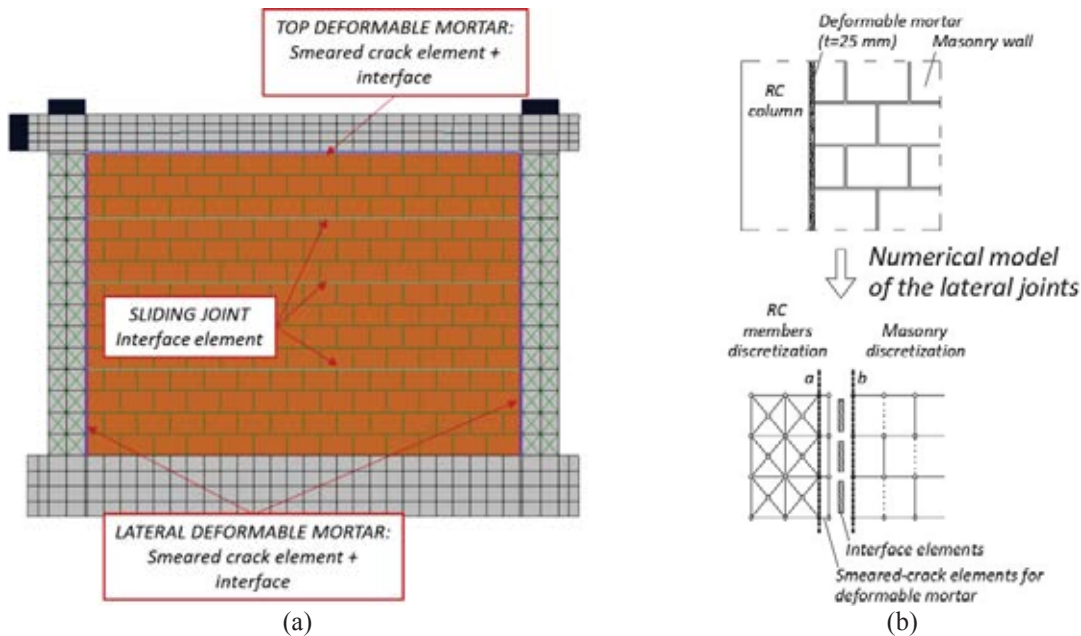 TOP DEFORMABLE MORTAR:
Smeared crack element +
interface
SLIDING JOINT
Interface element
LATERAL DEFORMABLE MORTAR:
Smeared crack element +
interface
(a)
Deformable mortar
(t=25 mm)
Masonry wall
RC
column
Numerical model
of the lateral joints
RC
members
discretization
Masonry
discretization
a
b
Interface elements
Smeared-crack elements for
deformable mortar
(b)